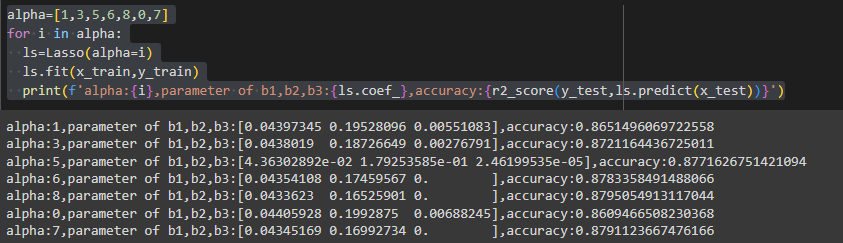 alpha=[1,3,5,6,8,0,7]
for i in alpha:
  ls=Lasso(alpha=i)
  ls.fit(x_train,y_train)
  print(f'alpha:{i},parameter of b1,b2,b3:{ls.coef_},accuracy:{r2_score(y_test,ls.predict(x_test))}')
alpha:1,parameter of b1,b2,b3:[0.04397345 0.19528096 0.00551083],accuracy:0.8651496069722558
alpha:3,parameter of b1,b2,b3:[0.0438019  0.18726649 0.00276791],accuracy:0.8721164436725011
alpha:5,parameter of b1,b2,b3:[4.36302892e-02 1.79253585e-01 2.46199535e-05],accuracy:0.8771626751421094
alpha:6,parameter of b1,b2,b3:[0.04354108 0.17459567 0.        ],accuracy:0.8783358491488066
alpha:8,parameter of b1,b2,b3:[0.0433623  0.16525901 0.        ],accuracy:0.8795054913117044
alpha:0,parameter of b1,b2,b3:[0.04405928 0.1992875  0.00688245],accuracy:0.8609466508230368
alpha:7,parameter of b1,b2,b3:[0.04345169 0.16992734 0.        ],accuracy:0.8791123667476166